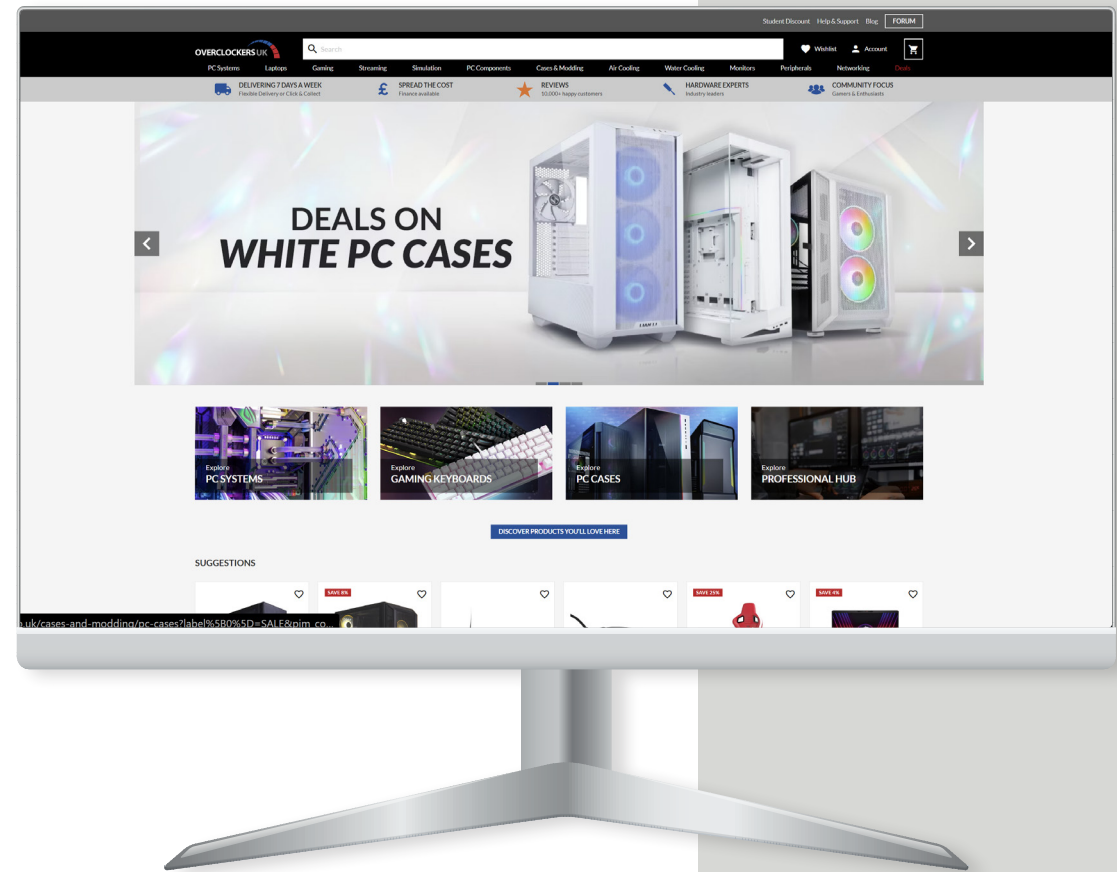 Student Discount Help & Support Blog FORUM
OVERCLOCKERS UK
Search
Wishlist Account
PC Systems Laptops Gaming Streaming Simulation PC Components Cases & Modding Air Cooling Water Cooling Monitors Peripherals Networking Deals
DELIVERING 7 DAYS A WEEK
Flexible Delivery or Click & Collect
SPREAD THE COST
Finance available
REVIEWS
10,000+ happy customers
HARDWARE EXPERTS
Industry leaders
COMMUNITY FOCUS
Gamers & Enthusiasts
DEALS ON
WHITE PC CASES
LIAN LI
Explore
PC SYSTEMS
Explore
GAMING KEYBOARDS
Explore
PC CASES
Explore
PROFESSIONAL HUB
DISCOVER PRODUCTS YOU'LL LOVE HERE
SUGGESTIONS
SAVE 8%
SAVE 25%
SAVE 4%
uk/cases-and-modding/pc-cases?label%5B0%5D=SALE&pim_co...